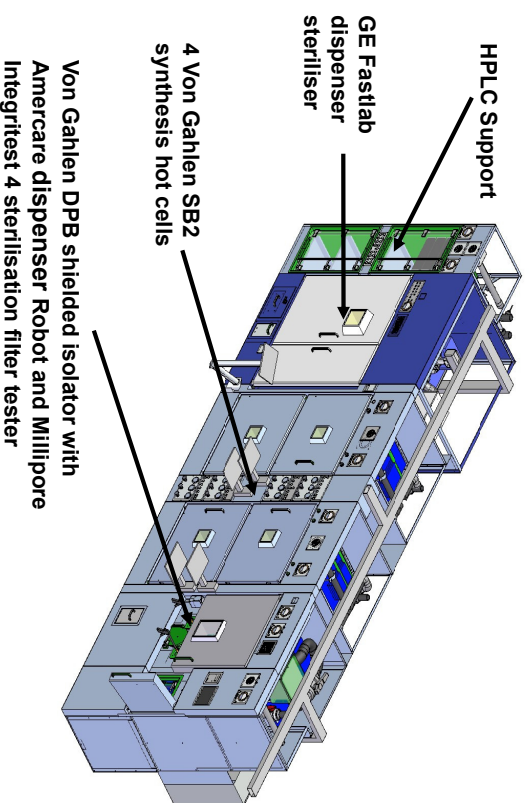 HPLC Support
GE Fastlab
dispenser
steriliser
4 Von Gahlen SB2
synthesis hot cells
Von Gahlen DPB shielded isolator with
Amercare dispenser Robot and Millipore
Integritest 4 sterilisation filter tester